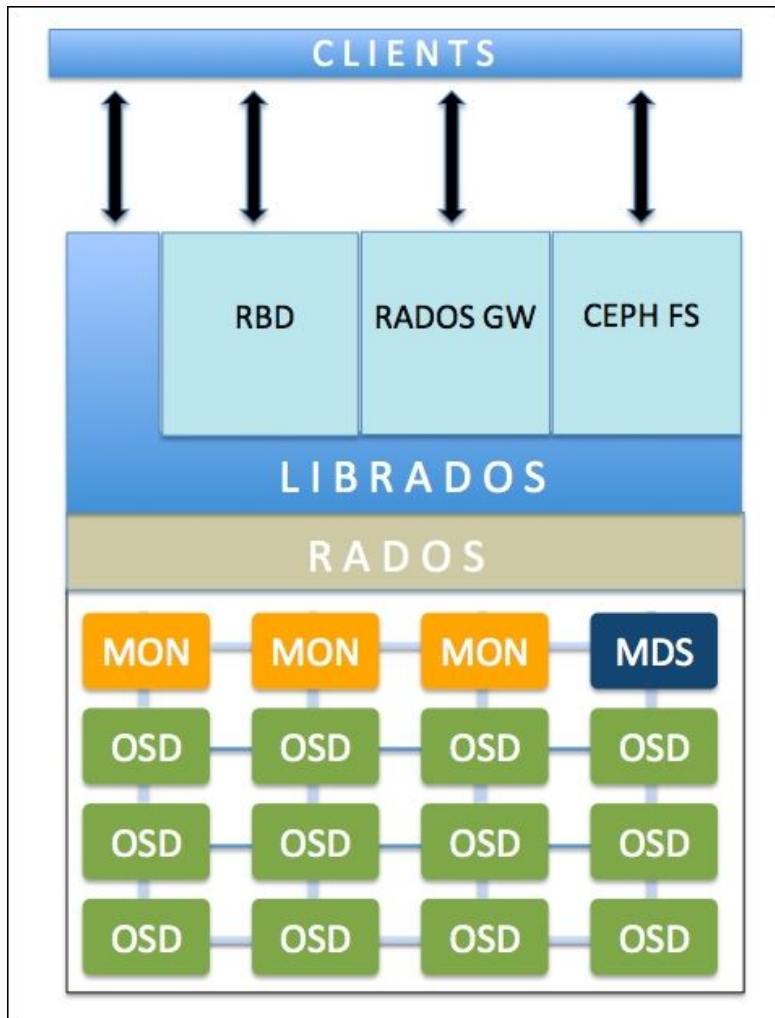 CLIENTS
RBD RADOS GW CEPH FS
LIBRADOS
RADOS
MON MON MON MDS
OSD OSD OSD OSD
OSD OSD OSD OSD
OSD OSD OSD OSD